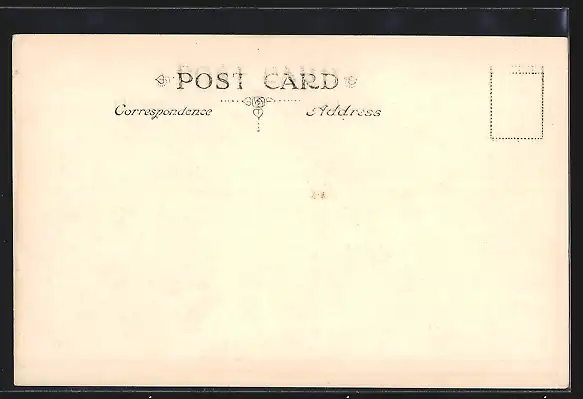 POST CARD
Correspondence Address